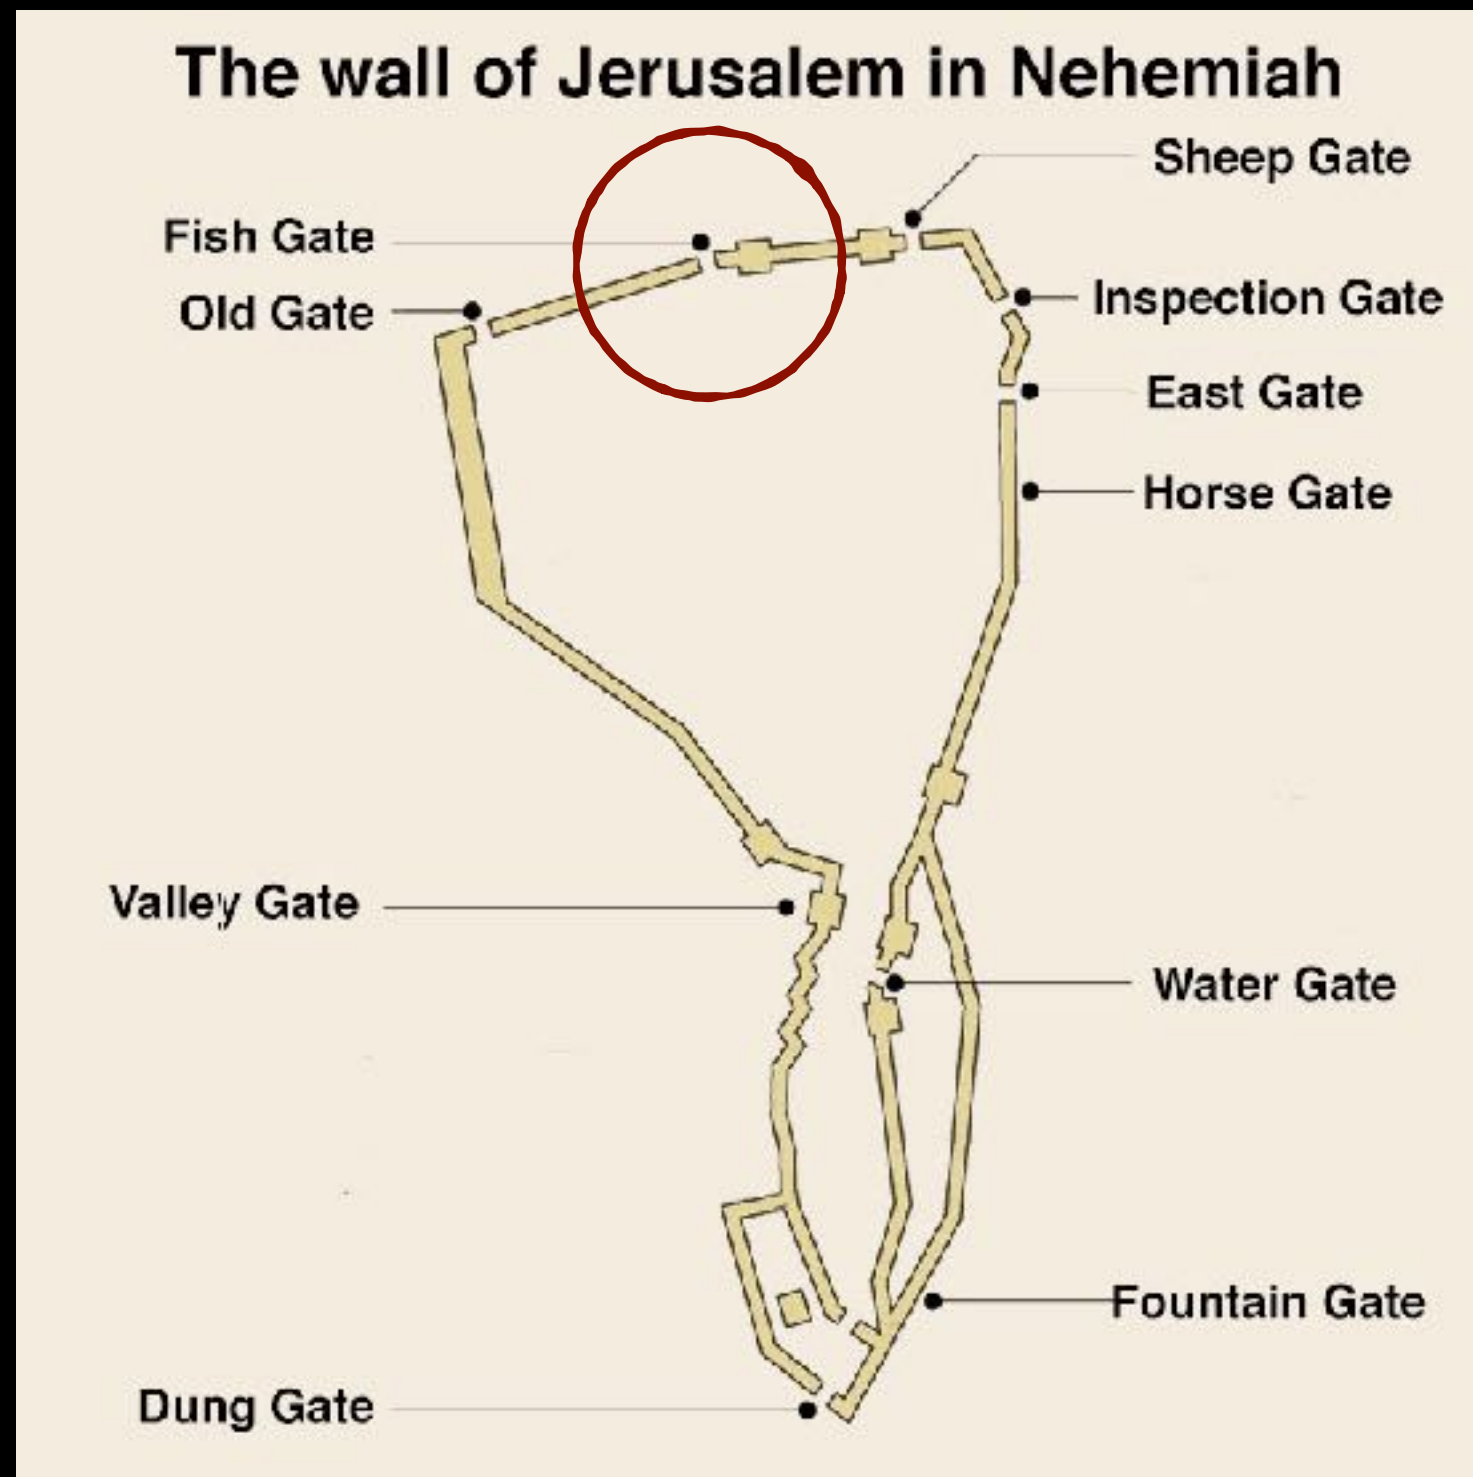 The wall of Jerusalem in Nehemiah
Sheep Gate
Fish Gate
Old Gate
Inspection Gate
East Gate
Horse Gate
Valley Gate
Water Gate
Fountain Gate
Dung Gate